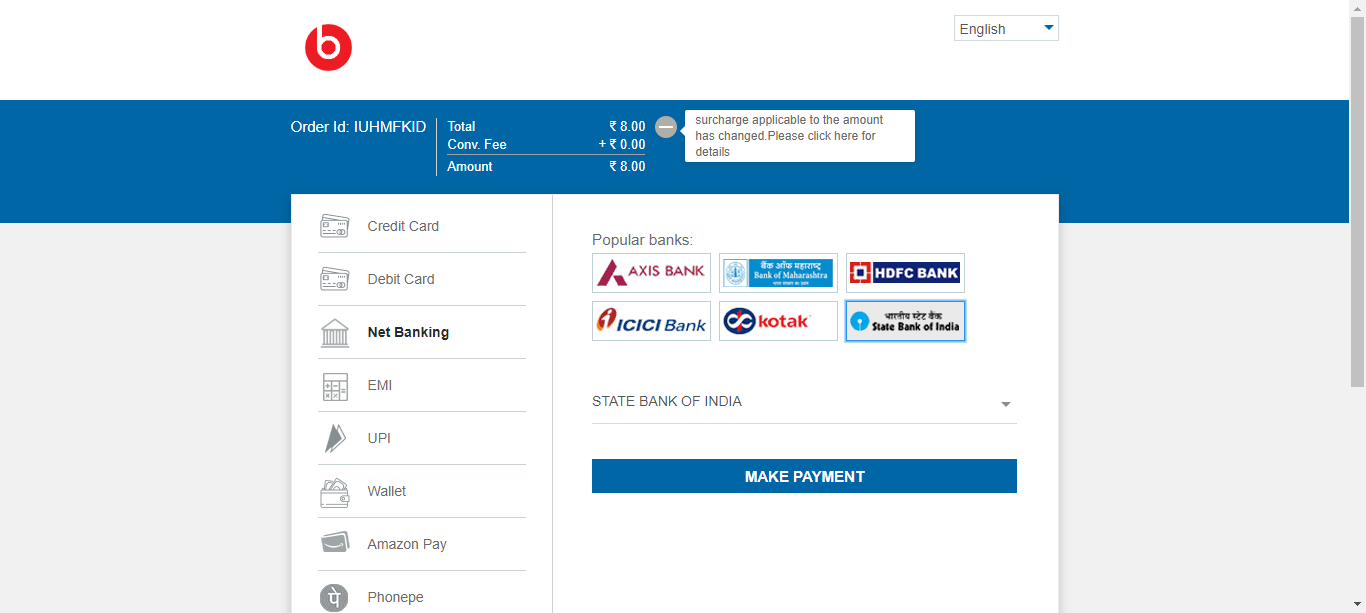 English
Order Id: IUHMFKID
Total ₹ 8.00
Conv. Fee + ₹ 0.00
Amount ₹ 8.00
surcharge applicable to the amount
has changed.Please click here for
details
Credit Card
Debit Card
Net Banking
EMI
UPI
Wallet
Amazon Pay
Phonepe
Popular banks:
AXIS BANK
बैंक ऑफ महाराष्ट्र
Bank of Maharashtra
HDFC BANK
ICICI Bank
kotak
भारतीय स्टेट बैंक
State Bank of India
STATE BANK OF INDIA
MAKE PAYMENT